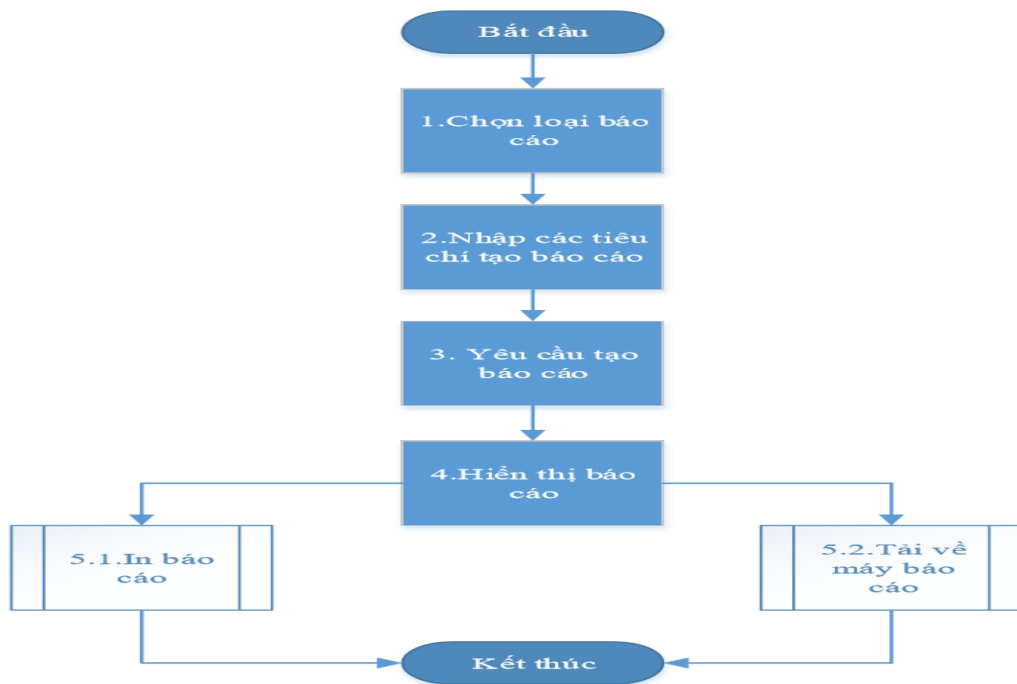 Bắt đầu
1.Chọn loại báo
cáo
2.Nhập các tiêu
chí tạo báo cáo
3. Yêu cầu tạo
báo cáo
4.Hiển thị báo
cáo
5.1.In báo
cáo
5.2.Tải về
máy báo
cáo
Kết thúc